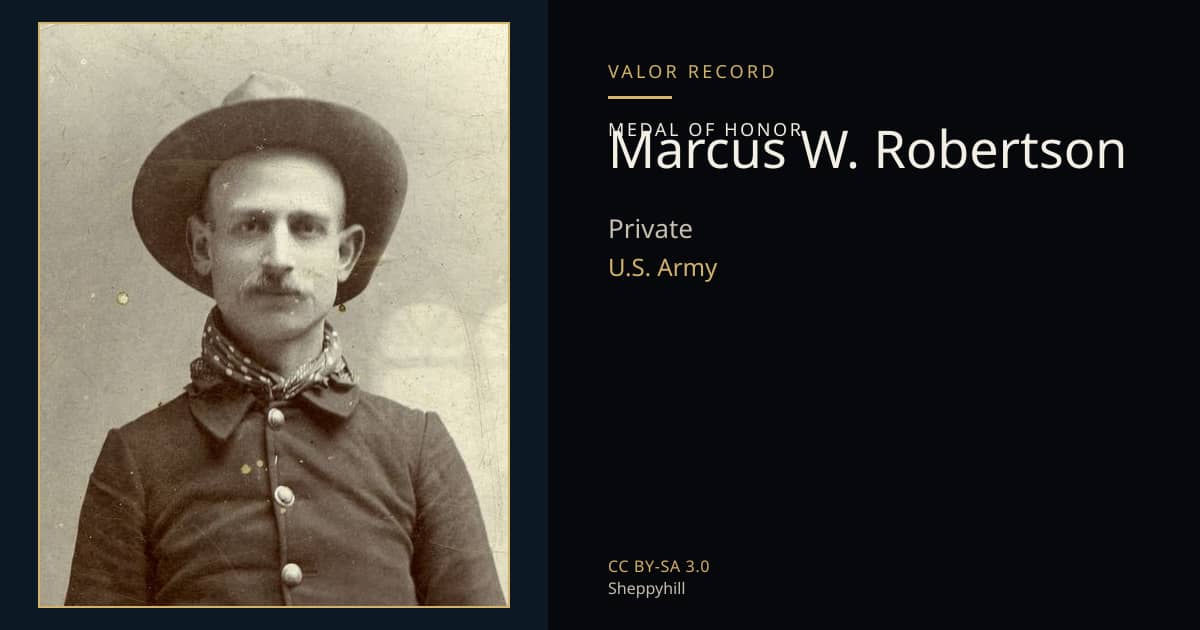 VALOR RECORD
MEDAL OF HONOR
Marcus W. Robertson
Private
U.S. Army
CC BY-SA 3.0
Sheppyhill